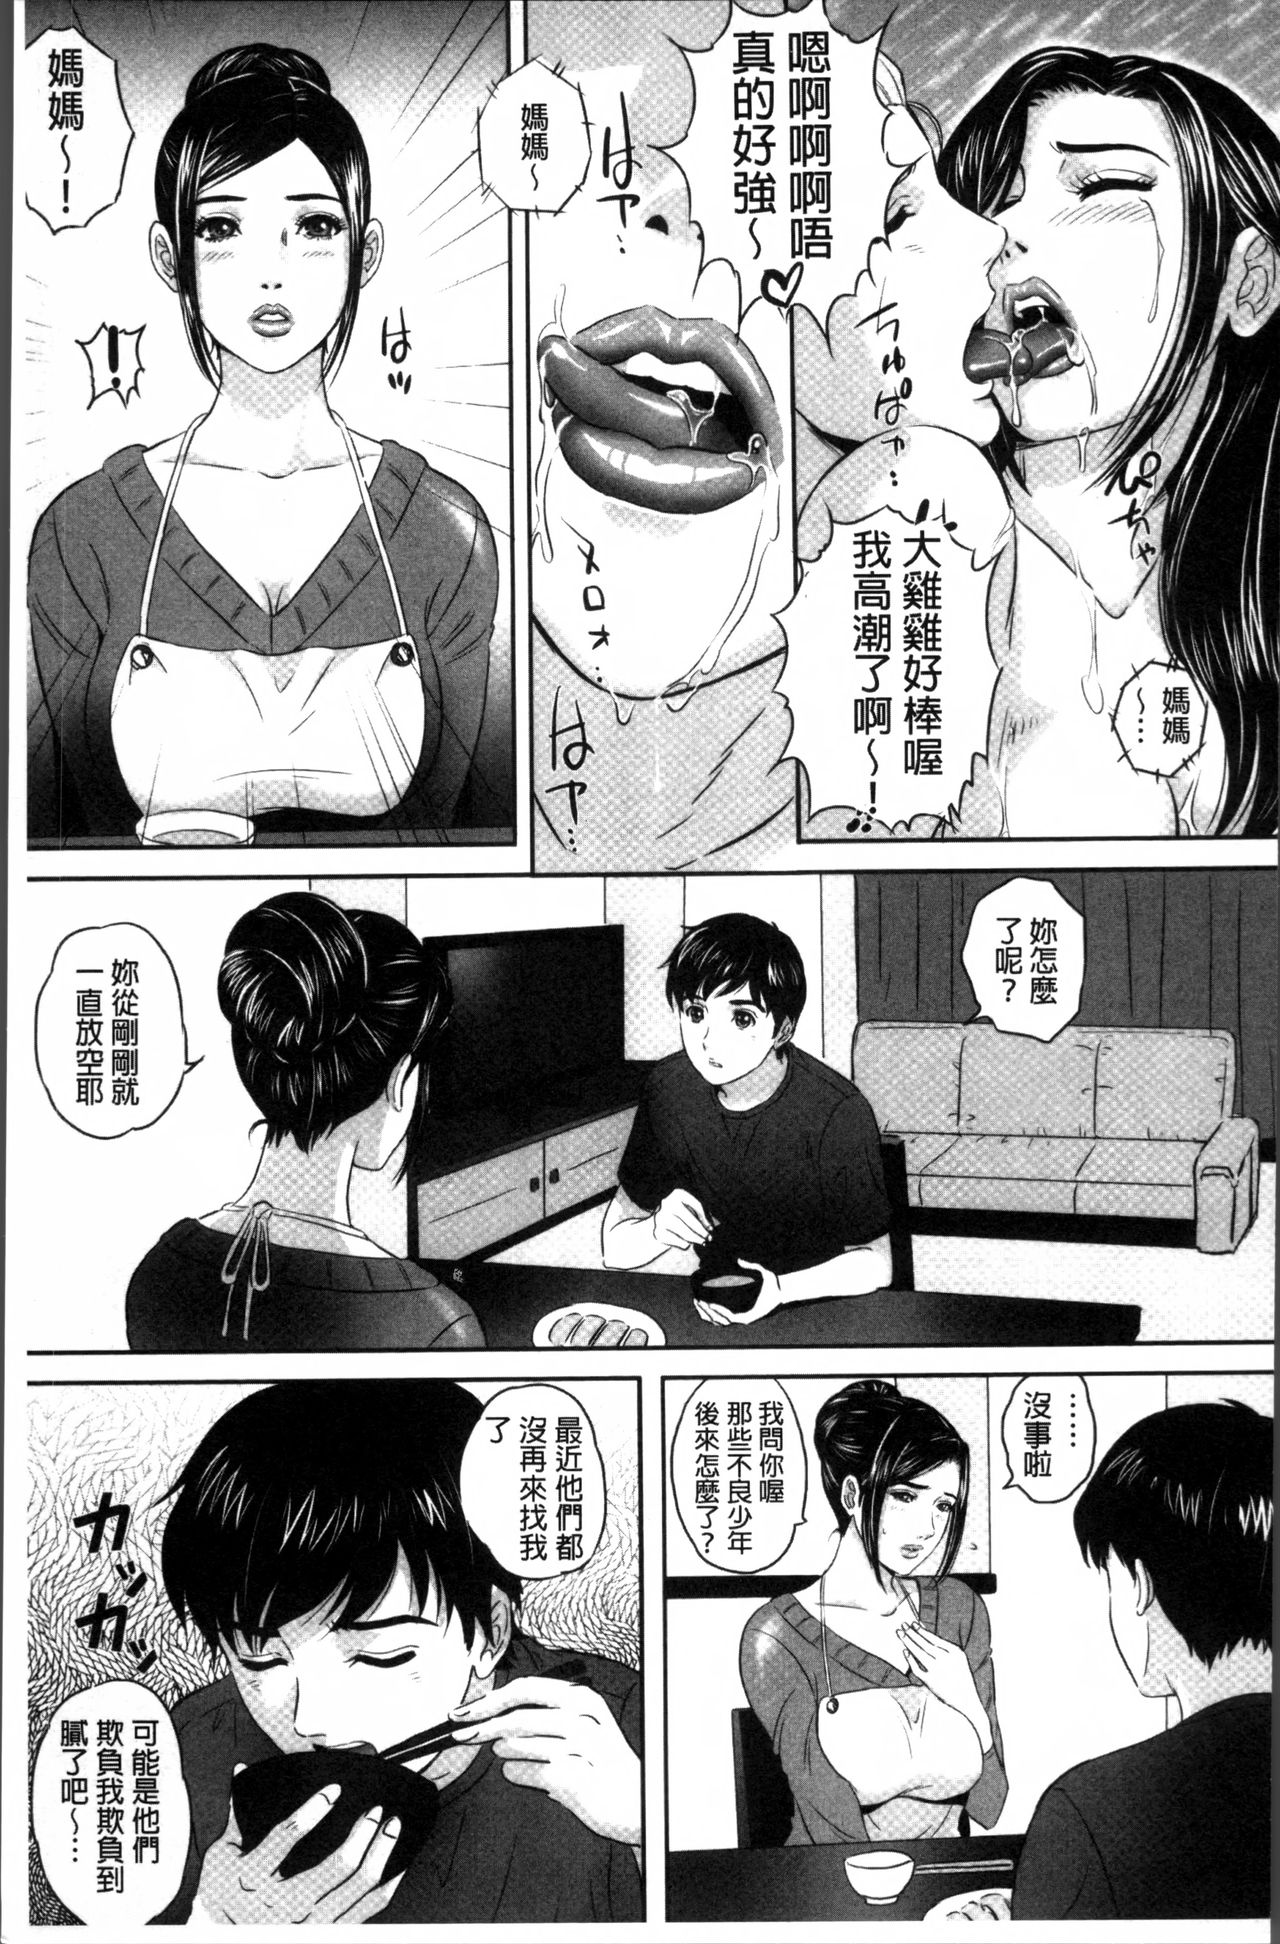 嗯啊啊啊唔
真的好強～♡
ちゅぱァ…
ぴちゃ
大雞雞好棒喔
我高潮了啊～！
媽媽
～…
媽媽～
はァ…
メロォ…
はァ…
媽媽～！
！
はッ
妳怎麼
了呢？
妳從剛剛就
一直放空耶
……
沒事啦
我問你喔
那些不良少年
後來怎麼了？
最近他們都
沒再來找我
了
カッ
カッ
可能是他們
欺負我欺負到
膩了吧～…